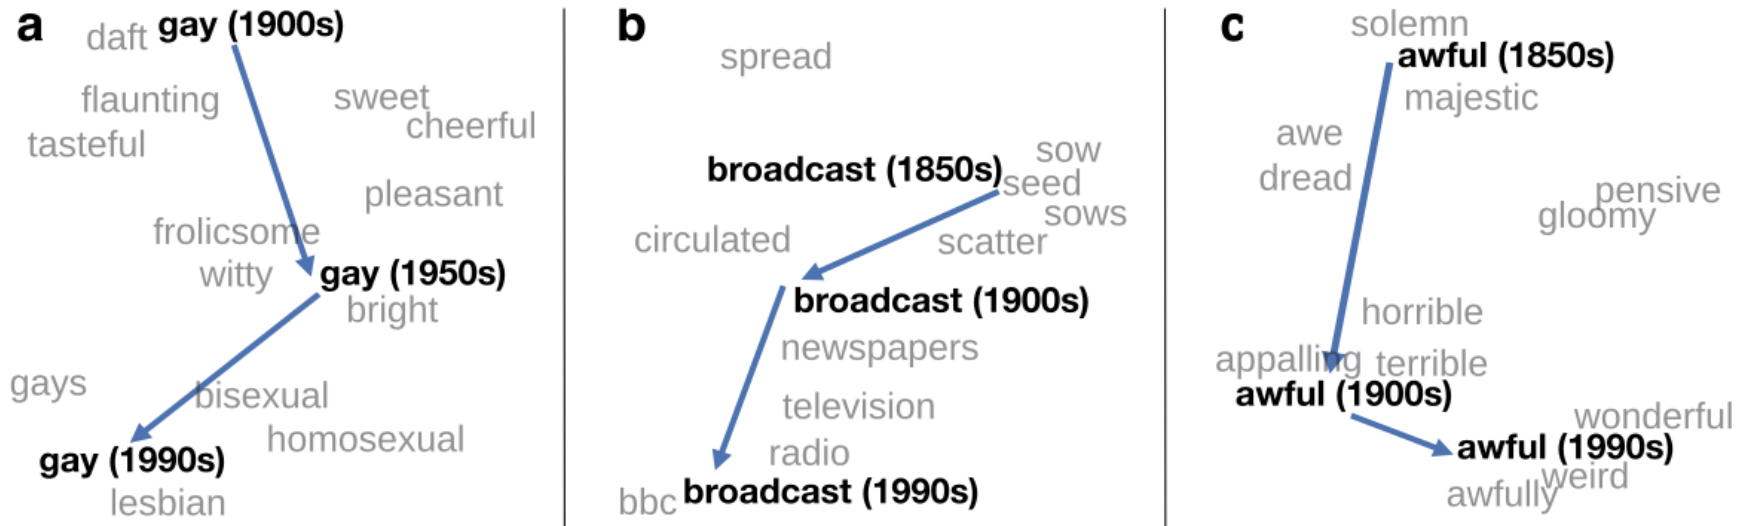 a
daft gay (1900s)
flaunting
sweet
cheerful
tasteful
pleasant
frolicsome
witty
gay (1950s)
bright
gays
bisexual
homosexual
gay (1990s)
lesbian
b
spread
sow
broadcast (1850s)
seed
sows
circulated
scatter
broadcast (1900s)
newspapers
television
radio
bbc broadcast (1990s)
c
solemn
awful (1850s)
majestic
awe
dread
pensive
gloomy
horrible
appalling terrible
awful (1900s)
wonderful
awful (1990s)
weird
awfully